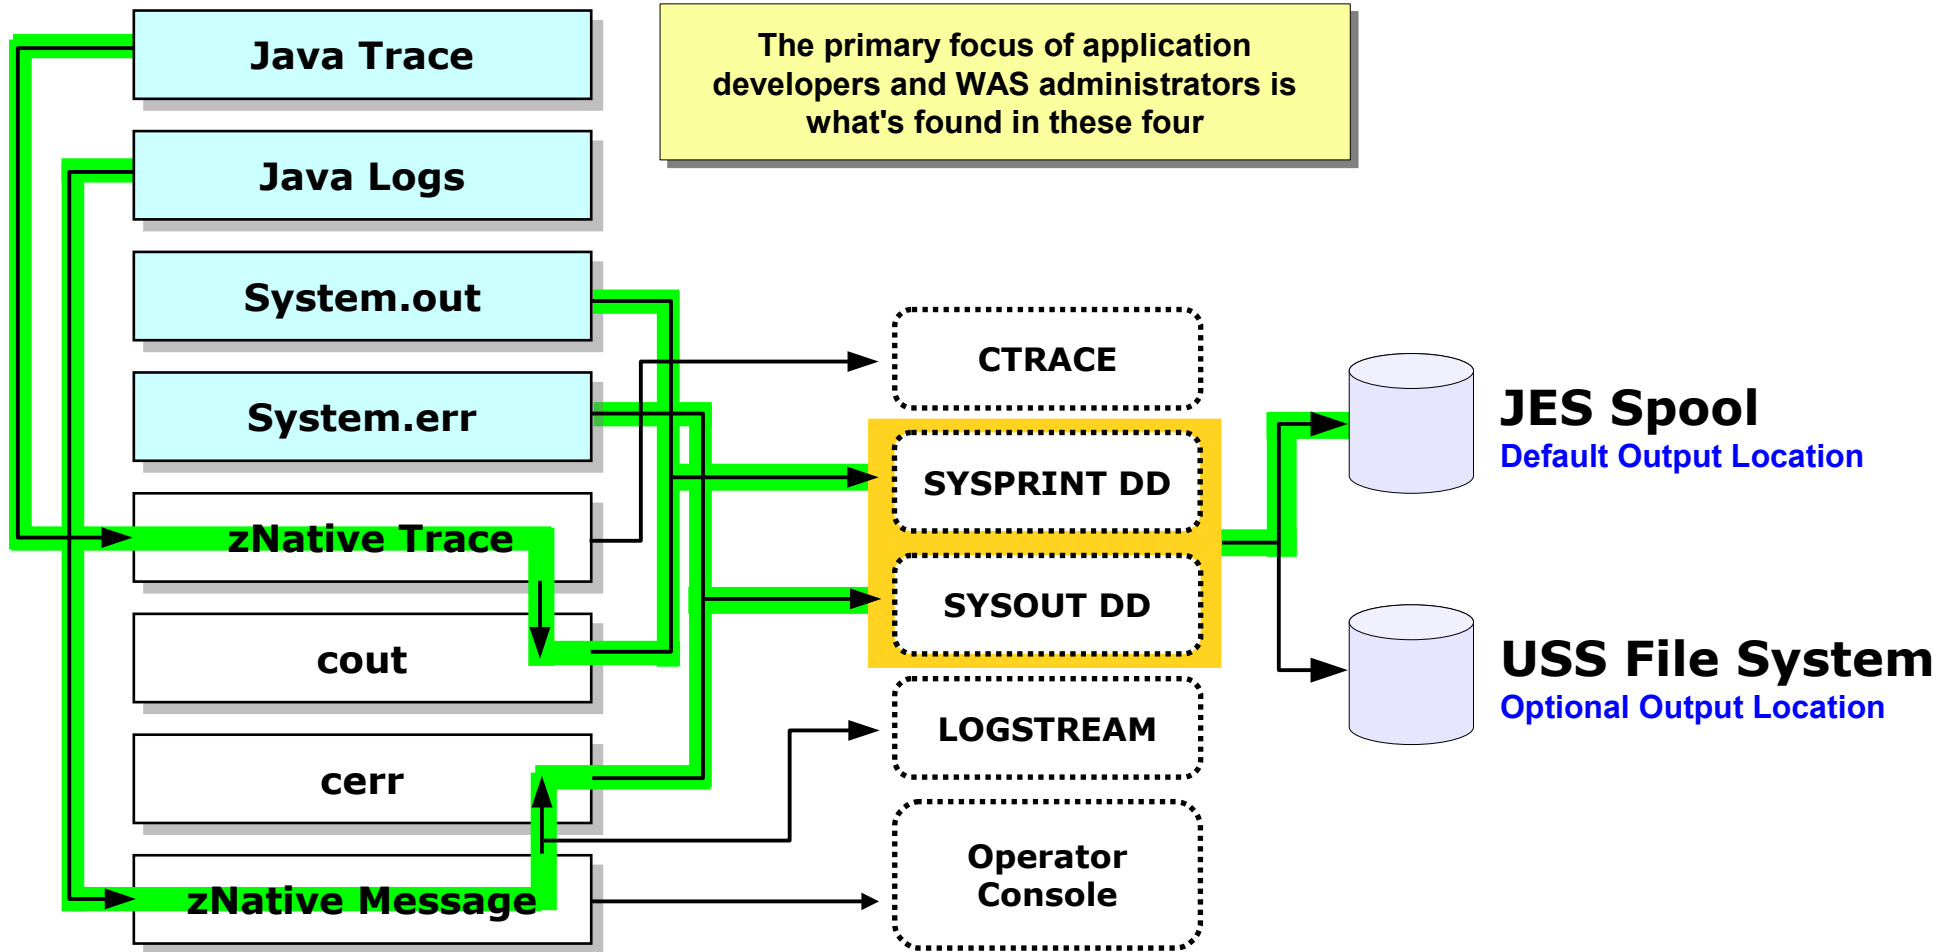 Java Trace
The primary focus of application
developers and WAS administrators is
what's found in these four
Java Logs
System.out
System.err
zNative Trace
cout
cerr
zNative Message
CTRACE
SYSPRINT DD
SYSOUT DD
LOGSTREAM
Operator
Console
JES Spool
Default Output Location
USS File System
Optional Output Location